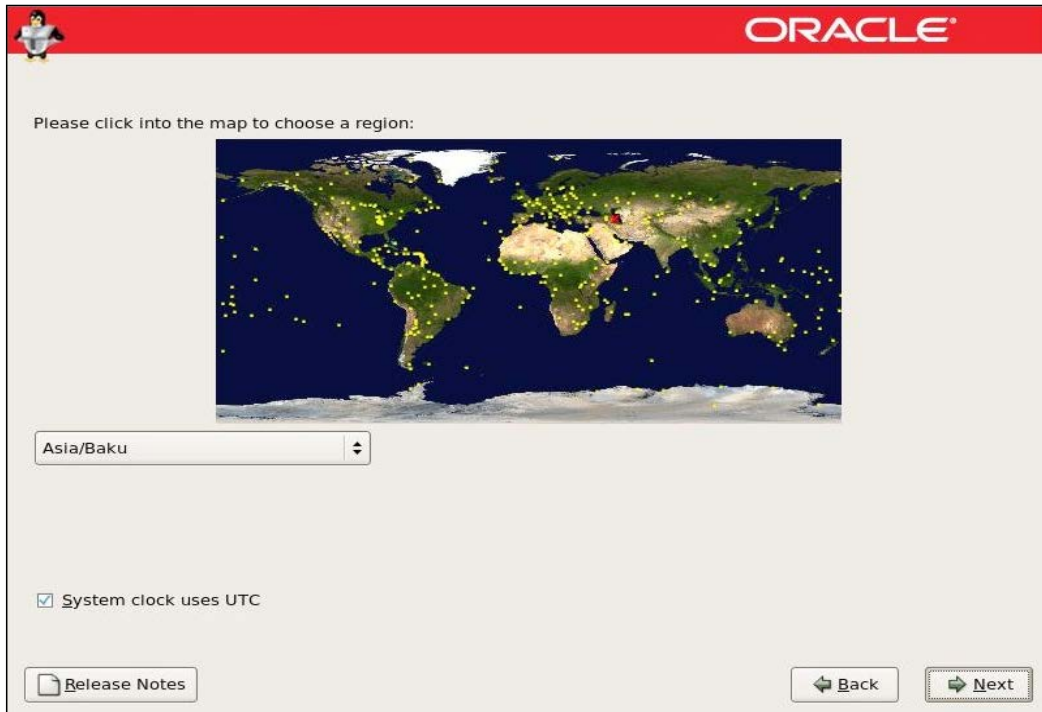 ORACLE®
Please click into the map to choose a region:
Asia/Baku
System clock uses UTC
Release Notes
Back
Next